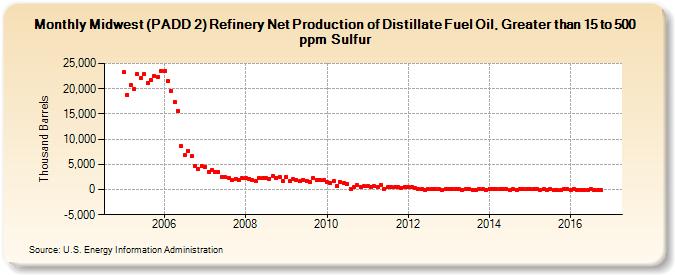 Monthly Midwest (PADD 2) Refinery Net Production of Distillate Fuel Oil, Greater than 15 to 500
ppm Sulfur
Thousand Barrels
25,000
20,000
15,000
10,000
5,000
0
-5,000
2006 2008 2010 2012 2014 2016
Source: U.S. Energy Information Administration